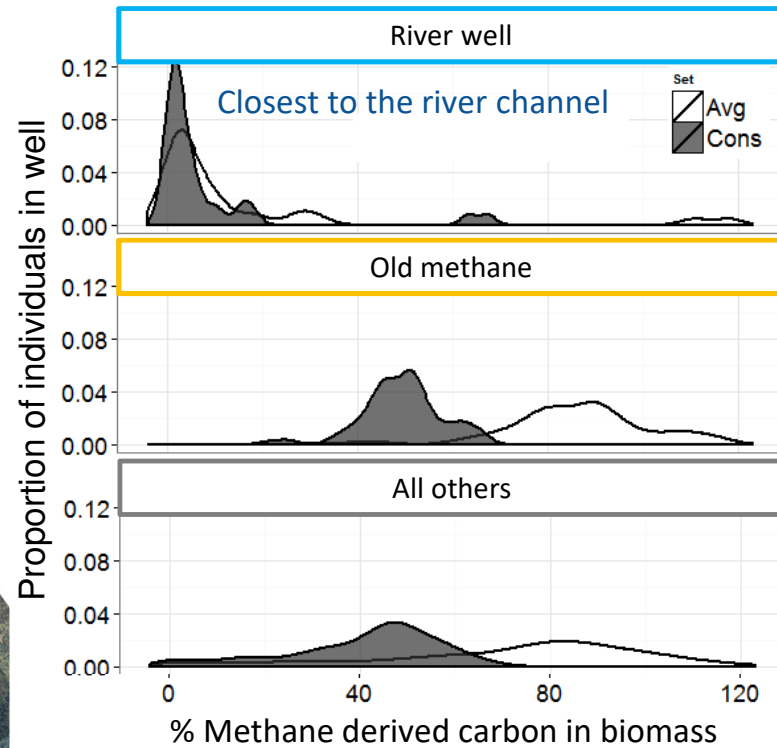 River well
Closest to the river channel
Set
Avg
Cons
0.12
0.08
0.04
0.00
Old methane
0.12
0.08
0.04
0.00
All others
0.12
0.08
0.04
0.00
0 40 80 120
% Methane derived carbon in biomass
Proportion of individuals in well